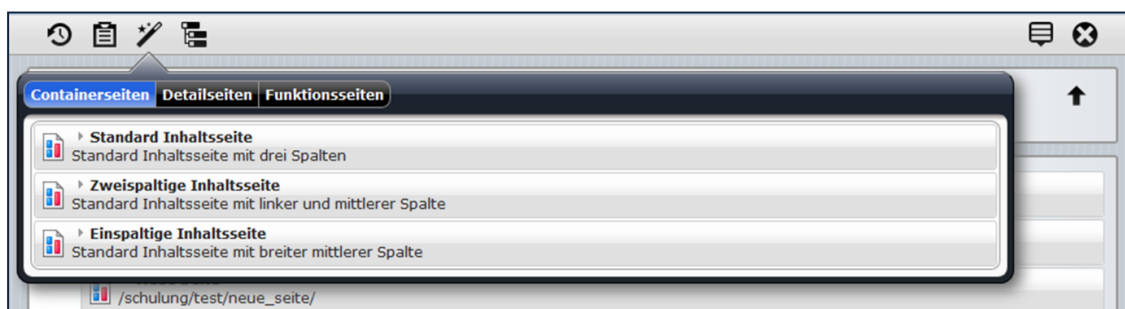 Containerseiten Detailseiten Funktionsseiten
Standard Inhaltsseite
Standard Inhaltsseite mit drei Spalten
Zweispaltige Inhaltsseite
Standard Inhaltsseite mit linker und mittlerer Spalte
Einspaltige Inhaltsseite
Standard Inhaltsseite mit breiter mittlerer Spalte
/schulung/test/neue_seite/